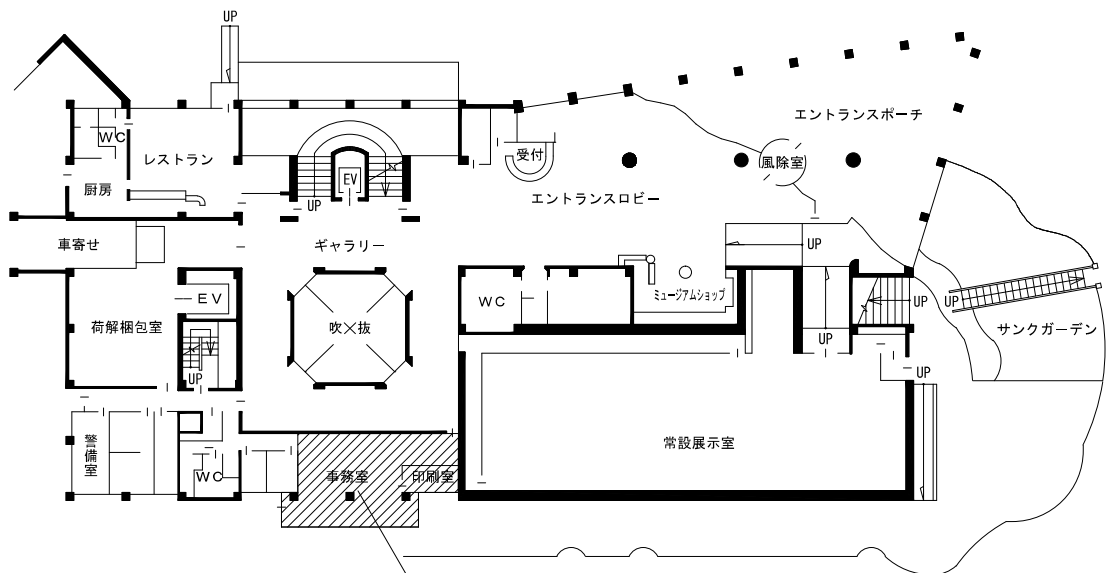 UP
エントランスポーチ
WC
レストラン
受付
風除室
EV
厨房
エントランスロビー
UP
車寄せ
ギャラリー
UP
EV
WC
ミュージアムショップ
UP
UP
荷解梱包室
吹抜
サンクガーデン
UP
UP
UP
警備室
常設展示室
WC
事務室
印刷室